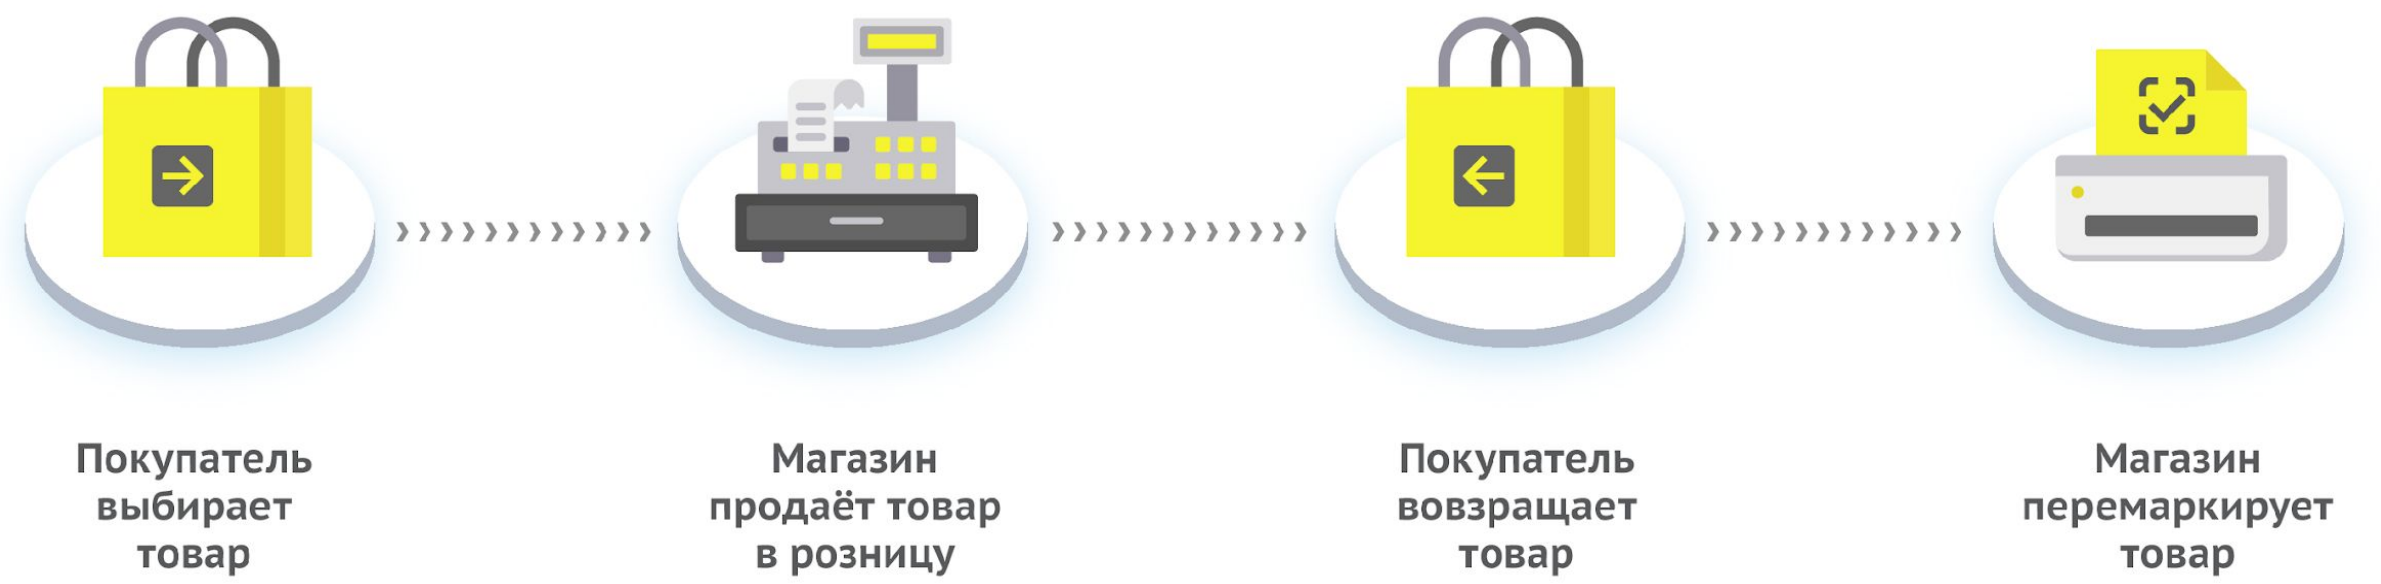 Покупатель
выбирает
товар
Магазин
продаёт товар
в розницу
Покупатель
вовзращает
товар
Магазин
перемаркирует
товар